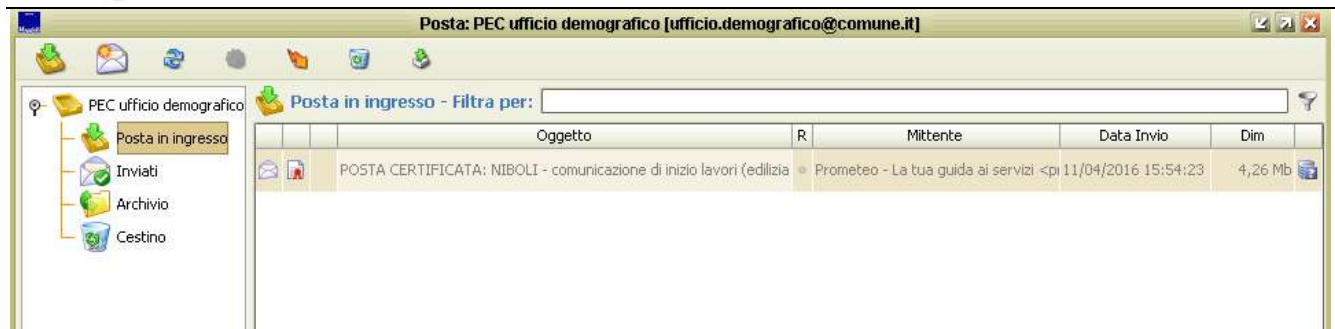 Posta: PEC ufficio demografico [ufficio.demografico@comune.it]
PEC ufficio demografico
Posta in ingresso
Inviati
Archivio
Cestino
Posta in ingresso - Filtra per:
Oggetto R Mittente Data Invio Dim
POSTA CERTIFICATA: NIBOLI - comunicazione di inizio lavori (edilizia Prometeo - La tua guida ai servizi <pr 11/04/2016 15:54:23 4,26 Mb